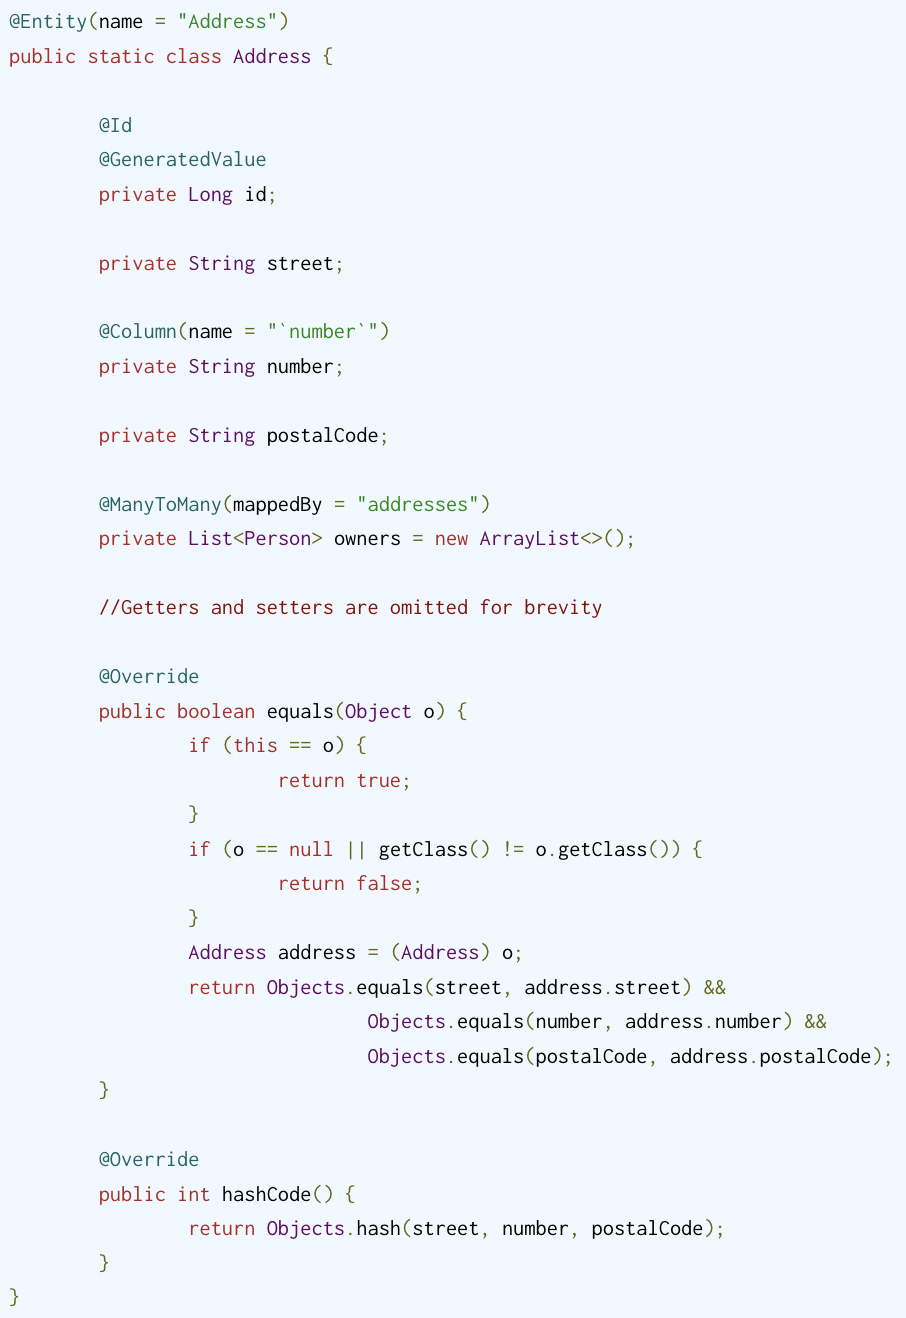 @Entity(name = "Address")
public static class Address {
@Id
@GeneratedValue
private Long id;
private String street;
@Column(name = "`number`")
private String number;
private String postalCode;
@ManyToMany(mappedBy = "addresses")
private List<Person> owners = new ArrayList<>();
//Getters and setters are omitted for brevity
@Override
public boolean equals(Object o) {
if (this == o) {
return true;
}
if (o == null || getClass() != o.getClass()) {
return false;
}
Address address = (Address) o;
return Objects.equals(street, address.street) &&
Objects.equals(number, address.number) &&
Objects.equals(postalCode, address.postalCode);
}
@Override
public int hashCode() {
return Objects.hash(street, number, postalCode);
}
}